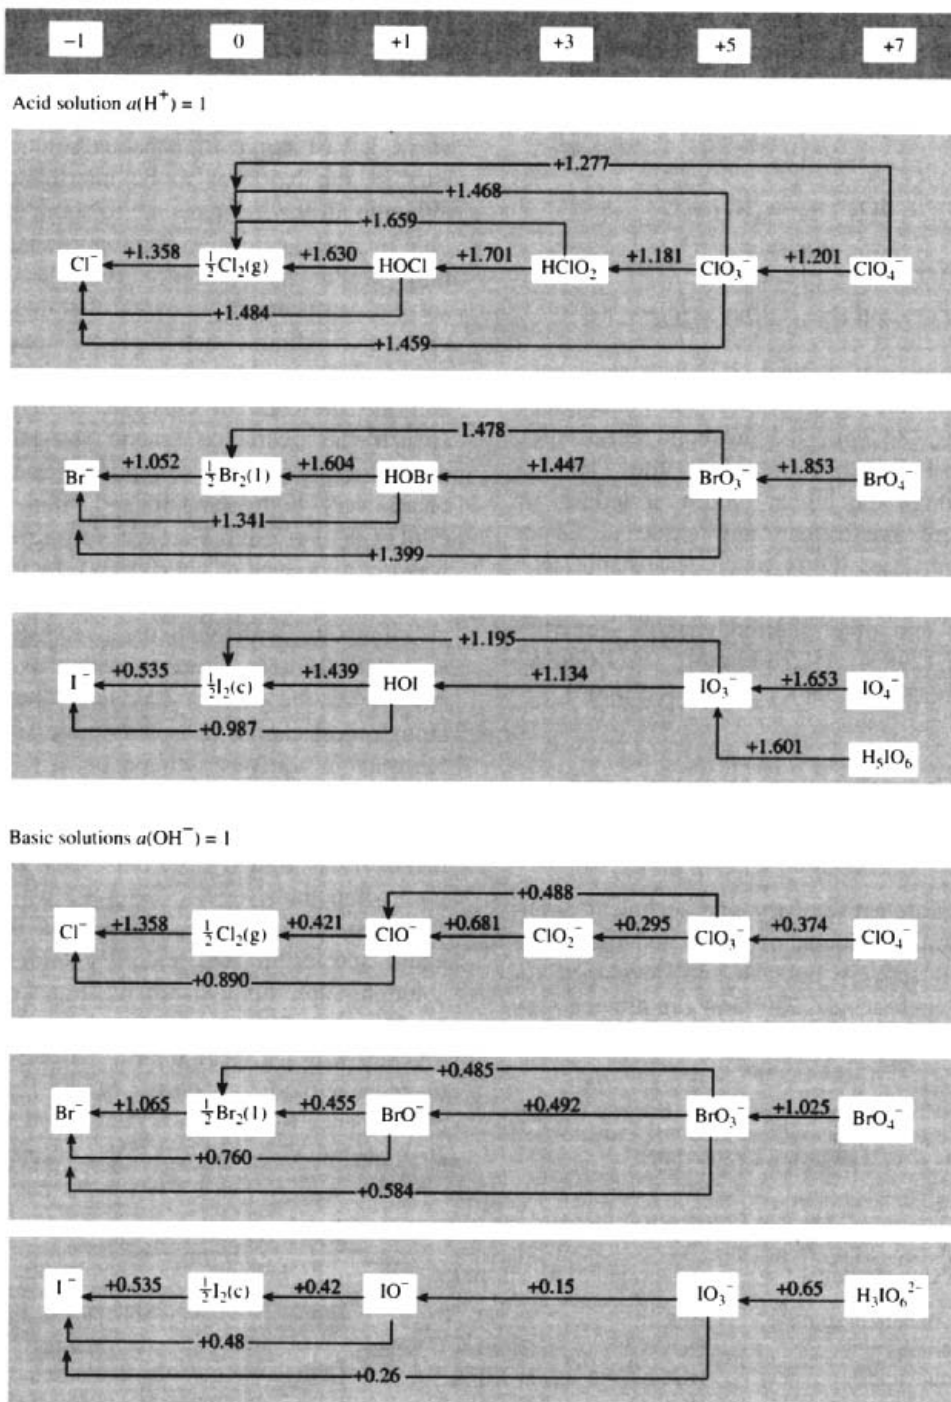 −1 0 +1 +3 +5 +7
Acid solution a(H⁺) = 1
+1.277
+1.468
+1.659
Cl⁻ +1.358 ½Cl₂(g) +1.630 HOCl +1.701 HClO₂ +1.181 ClO₃⁻ +1.201 ClO₄⁻
+1.484
+1.459
1.478
Br⁻ +1.052 ½Br₂(l) +1.604 HOBr +1.447 BrO₃⁻ +1.853 BrO₄⁻
+1.341
+1.399
+1.195
I⁻ +0.535 ½I₂(c) +1.439 HOI +1.134 IO₃⁻ +1.653 IO₄⁻
+0.987
+1.601 H₅IO₆
Basic solutions a(OH⁻) = 1
+0.488
Cl⁻ +1.358 ½Cl₂(g) +0.421 ClO⁻ +0.681 ClO₂⁻ +0.295 ClO₃⁻ +0.374 ClO₄⁻
+0.890
+0.485
Br⁻ +1.065 ½Br₂(l) +0.455 BrO⁻ +0.492 BrO₃⁻ +1.025 BrO₄⁻
+0.760
+0.584
I⁻ +0.535 ½I₂(c) +0.42 IO⁻ +0.15 IO₃⁻ +0.65 H₃IO₆²⁻
+0.48
+0.26